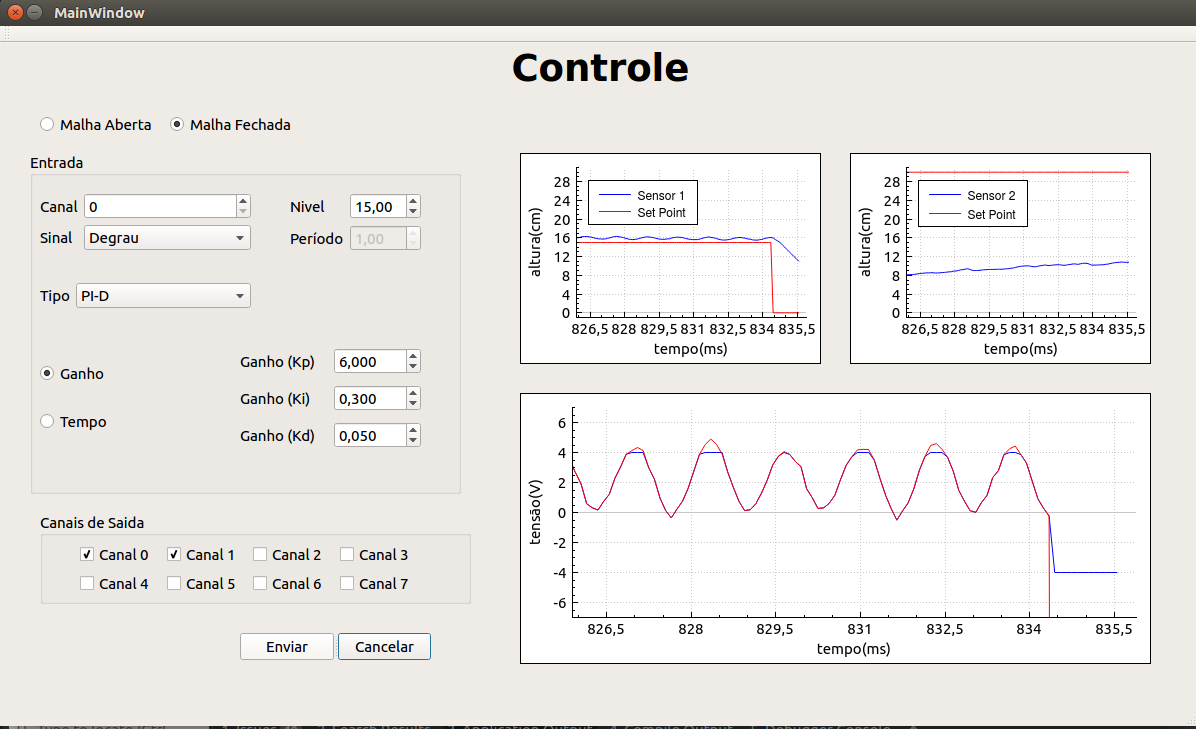 MainWindow
Controle
Malha Aberta Malha Fechada
Entrada
Canal 0 Nivel 15,00
Sinal Degrau Período 1,00
Tipo PI-D
Ganho
Tempo
Ganho (Kp) 6,000
Ganho (Ki) 0,300
Ganho (Kd) 0,050
Canais de Saida
Canal 0 Canal 1 Canal 2 Canal 3
Canal 4 Canal 5 Canal 6 Canal 7
Enviar Cancelar
altura(cm)
28
24
20
16
12
8
4
0
Sensor 1
Set Point
826,5 828 829,5 831 832,5 834 835,5
tempo(ms)
altura(cm)
28
24
20
16
12
8
4
0
Sensor 2
Set Point
826,5 828 829,5 831 832,5 834 835,5
tempo(ms)
tensão(V)
6
4
2
0
-2
-4
-6
826,5 828 829,5 831 832,5 834 835,5
tempo(ms)